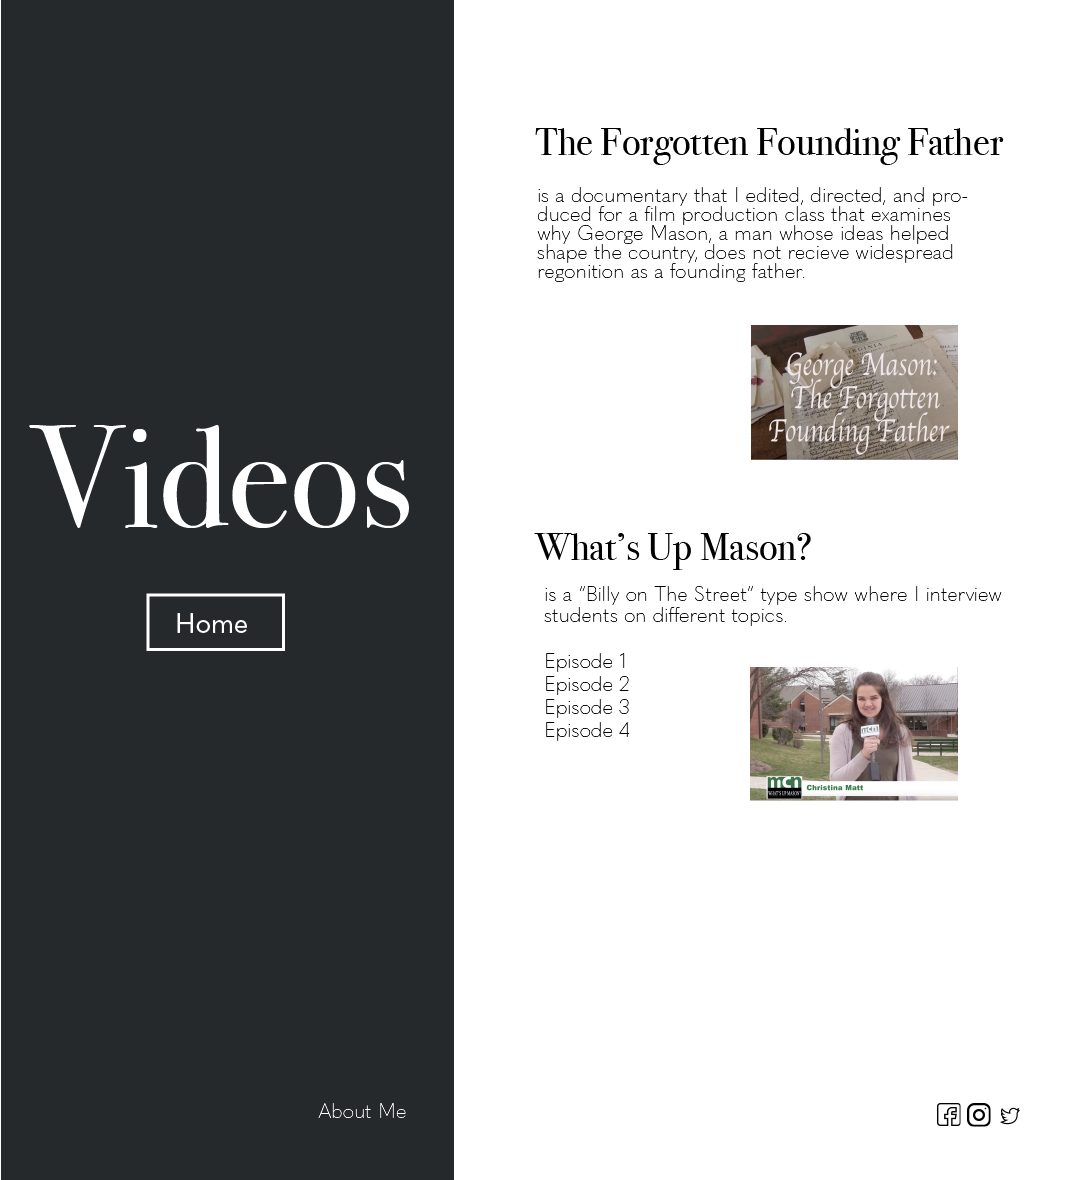 The Forgotten Founding Father
is a documentary that I edited, directed, and pro-
duced for a film production class that examines
why George Mason, a man whose ideas helped
shape the country, does not recieve widespread
regonition as a founding father.
George Mason:
The Forgotten
Founding Father
Videos
Home
What's Up Mason?
is a "Billy on The Street" type show where I interview
students on different topics.
Episode 1
Episode 2
Episode 3
Episode 4
mcn
mcn
WHAT'S UP MASON?
Christina Matt
About Me